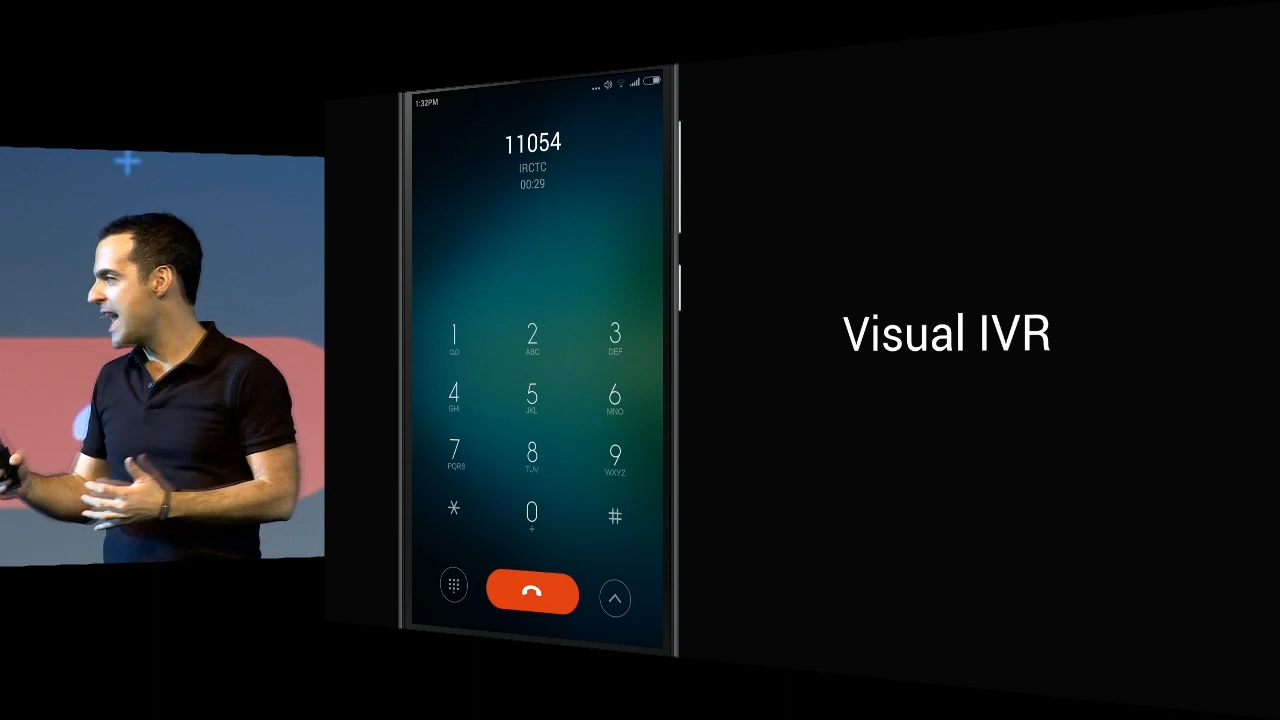 1:32PM
11054
IRCTC
00:29
1
2
ABC
3
DEF
4
GHI
5
JKL
6
MNO
7
PQRS
8
TUV
9
WXYZ
*
0
+
#
Visual IVR